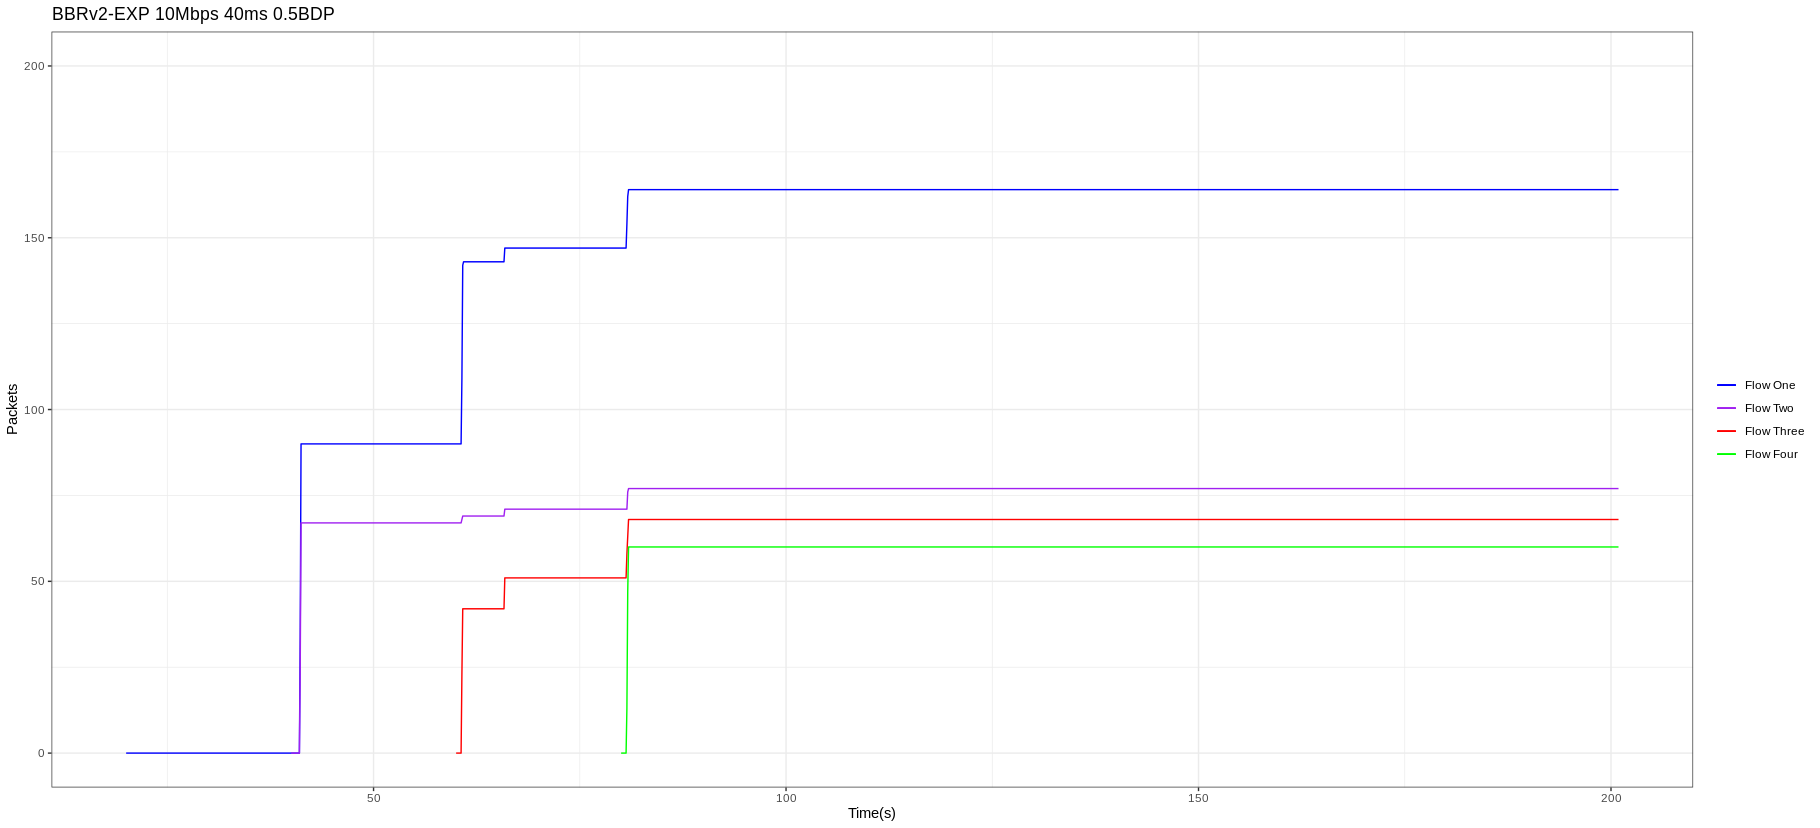 BBRv2-EXP 10Mbps 40ms 0.5BDP
200
150
100
50
0
Packets
50
100
150
200
Time(s)
Flow One
Flow Two
Flow Three
Flow Four